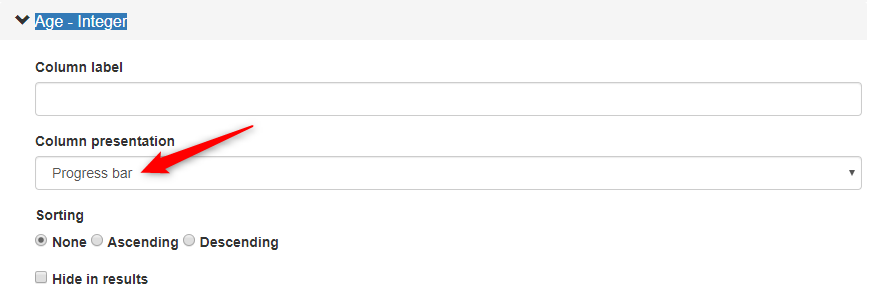 Age - Integer
Column label
Column presentation
Progress bar
Sorting
None Ascending Descending
Hide in results